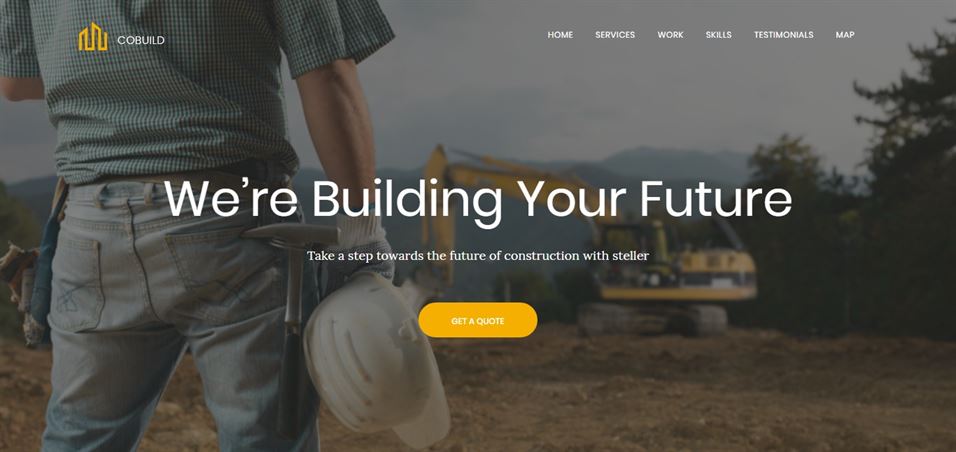 COBUILD
HOME SERVICES WORK SKILLS TESTIMONIALS MAP
We’re Building Your Future
Take a step towards the future of construction with steller
GET A QUOTE